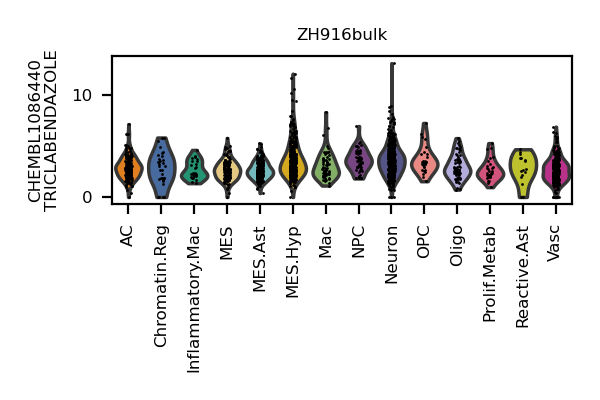 ZH916bulk
CHEMBL1086440
TRICLABENDAZOLE
10
0
AC
Chromatin.Reg
Inflammatory.Mac
MES
MES.Ast
MES.Hyp
Mac
NPC
Neuron
OPC
Oligo
Prolif.Metab
Reactive.Ast
Vasc